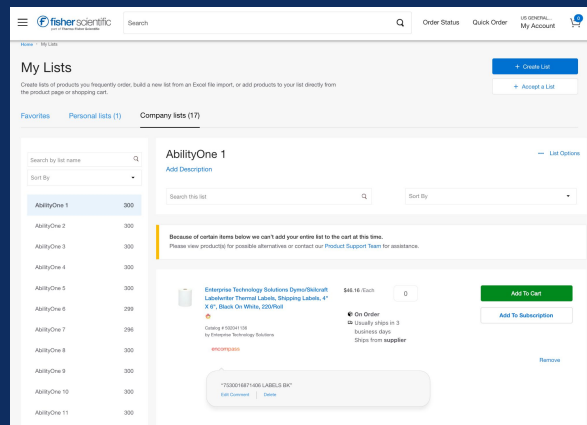 fisher scientific
part of Thermo Fisher Scientific
Search
Order Status
Quick Order
US GENERAL...
My Account
0
Home > My Lists
My Lists
Create lists of products you frequently order, build a new list from an Excel file import, or add products to your list directly from
the product page or shopping cart.
+ Create List
+ Accept a List
Favorites
Personal lists (1)
Company lists (17)
Search by list name
Sort By
AbilityOne 1 300
AbilityOne 2 300
AbilityOne 3 300
AbilityOne 4 300
AbilityOne 5 300
AbilityOne 6 299
AbilityOne 7 296
AbilityOne 8 300
AbilityOne 9 300
AbilityOne 10 300
AbilityOne 11 300
AbilityOne 1
List Options
Add Description
Search this list
Sort By
Because of certain items below we can't add your entire list to the cart at this time.
Please view product(s) for possible alternatives or contact our Product Support Team for assistance.
Enterprise Technology Solutions Dymo/Skilcraft
Labelwriter Thermal Labels, Shipping Labels, 4"
X 6", Black On White, 220/Roll
Catalog # 502041136
by Enterprise Technology Solutions
encompass
$46.16 /Each
0
On Order
Usually ships in 3
business days
Ships from supplier
Add To Cart
Add To Subscription
Remove
"7530016871406 LABELS BK"
Edit Comment
Delete